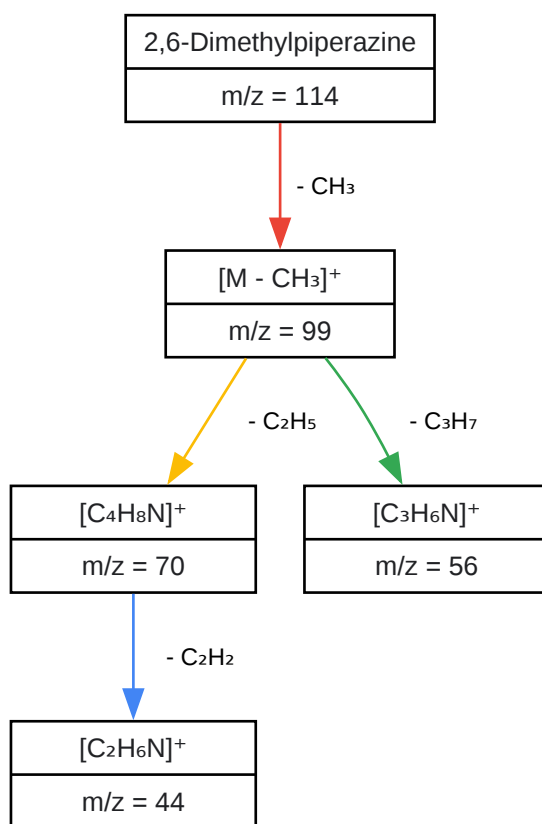 2,6-Dimethylpiperazine
m/z = 114
- CH₃
[M - CH₃]⁺
m/z = 99
- C₂H₅
- C₃H₇
[C₄H₈N]⁺
m/z = 70
[C₃H₆N]⁺
m/z = 56
- C₂H₂
[C₂H₆N]⁺
m/z = 44